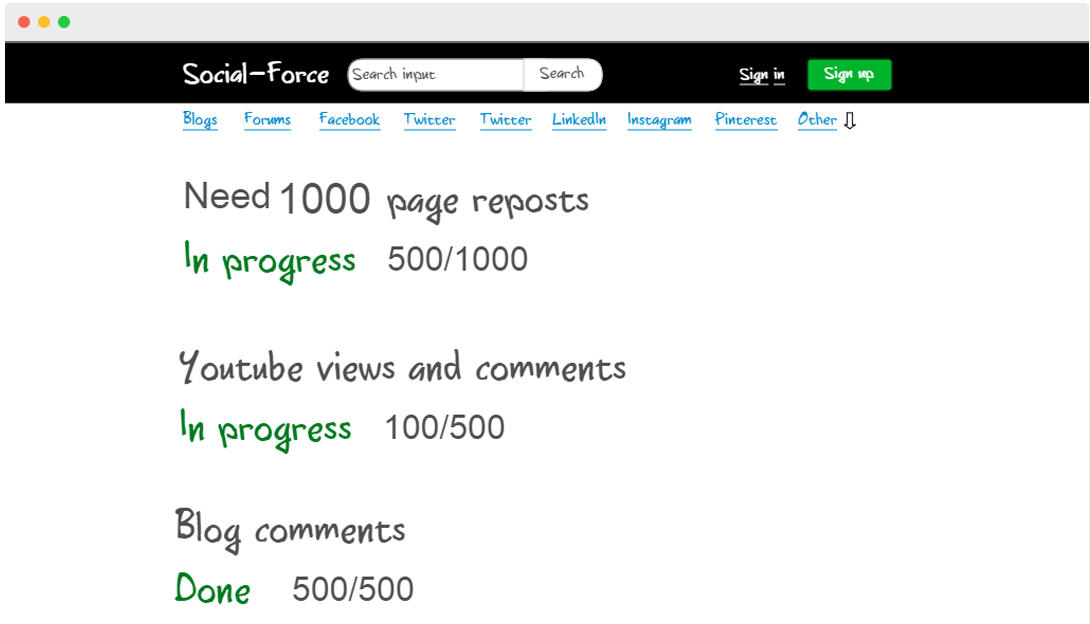 Social-Force Search input Search Sign in Sign up
Blogs Forums Facebook Twitter Twitter LinkedIn Instagram Pinterest Other
Need 1000 page reposts
In progress 500/1000
Youtube views and comments
In progress 100/500
Blog comments
Done 500/500